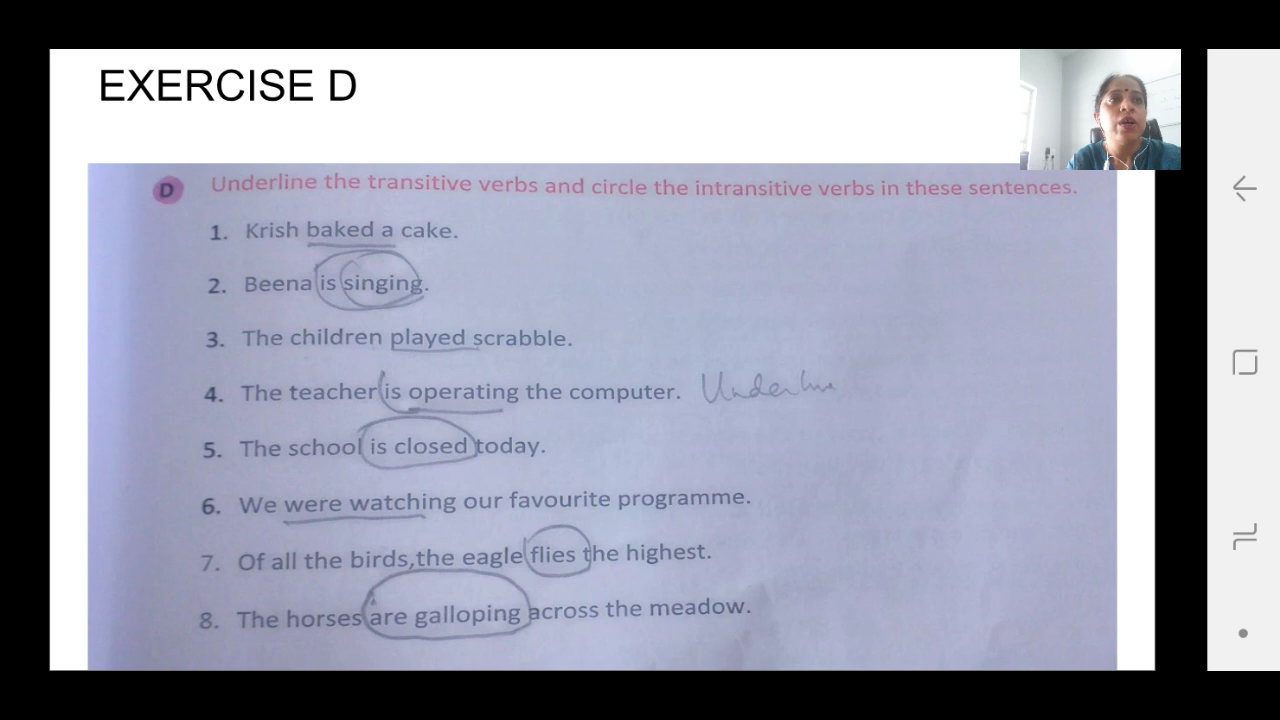 EXERCISE D
D Underline the transitive verbs and circle the intransitive verbs in these sentences.
1. Krish baked a cake.
2. Beena is singing.
3. The children played scrabble.
4. The teacher is operating the computer. Underline
5. The school is closed today.
6. We were watching our favourite programme.
7. Of all the birds,the eagle flies the highest.
8. The horses are galloping across the meadow.